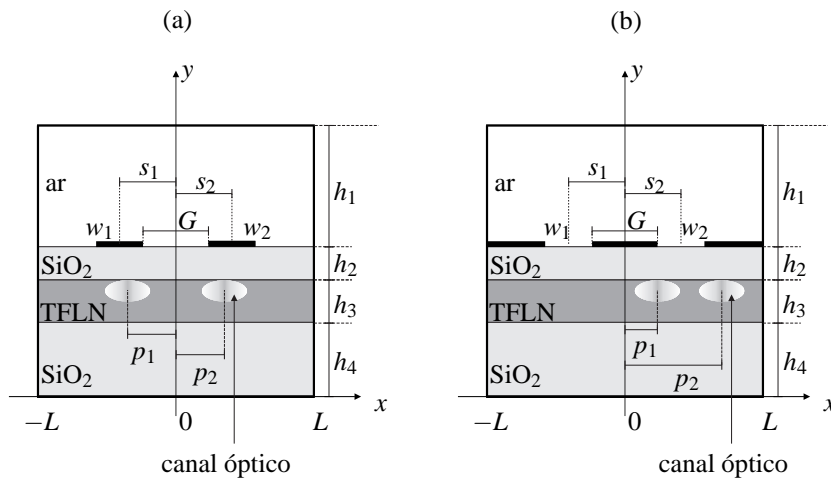 (a)
y
ar
s₁
s₂
w₁
G
w₂
h₁
SiO₂
h₂
TFLN
h₃
p₁
p₂
SiO₂
h₄
x
−L
0
L
canal óptico
(b)
y
ar
s₁
s₂
w₁
G
w₂
h₁
SiO₂
h₂
TFLN
h₃
p₁
p₂
SiO₂
h₄
x
−L
0
L
canal óptico